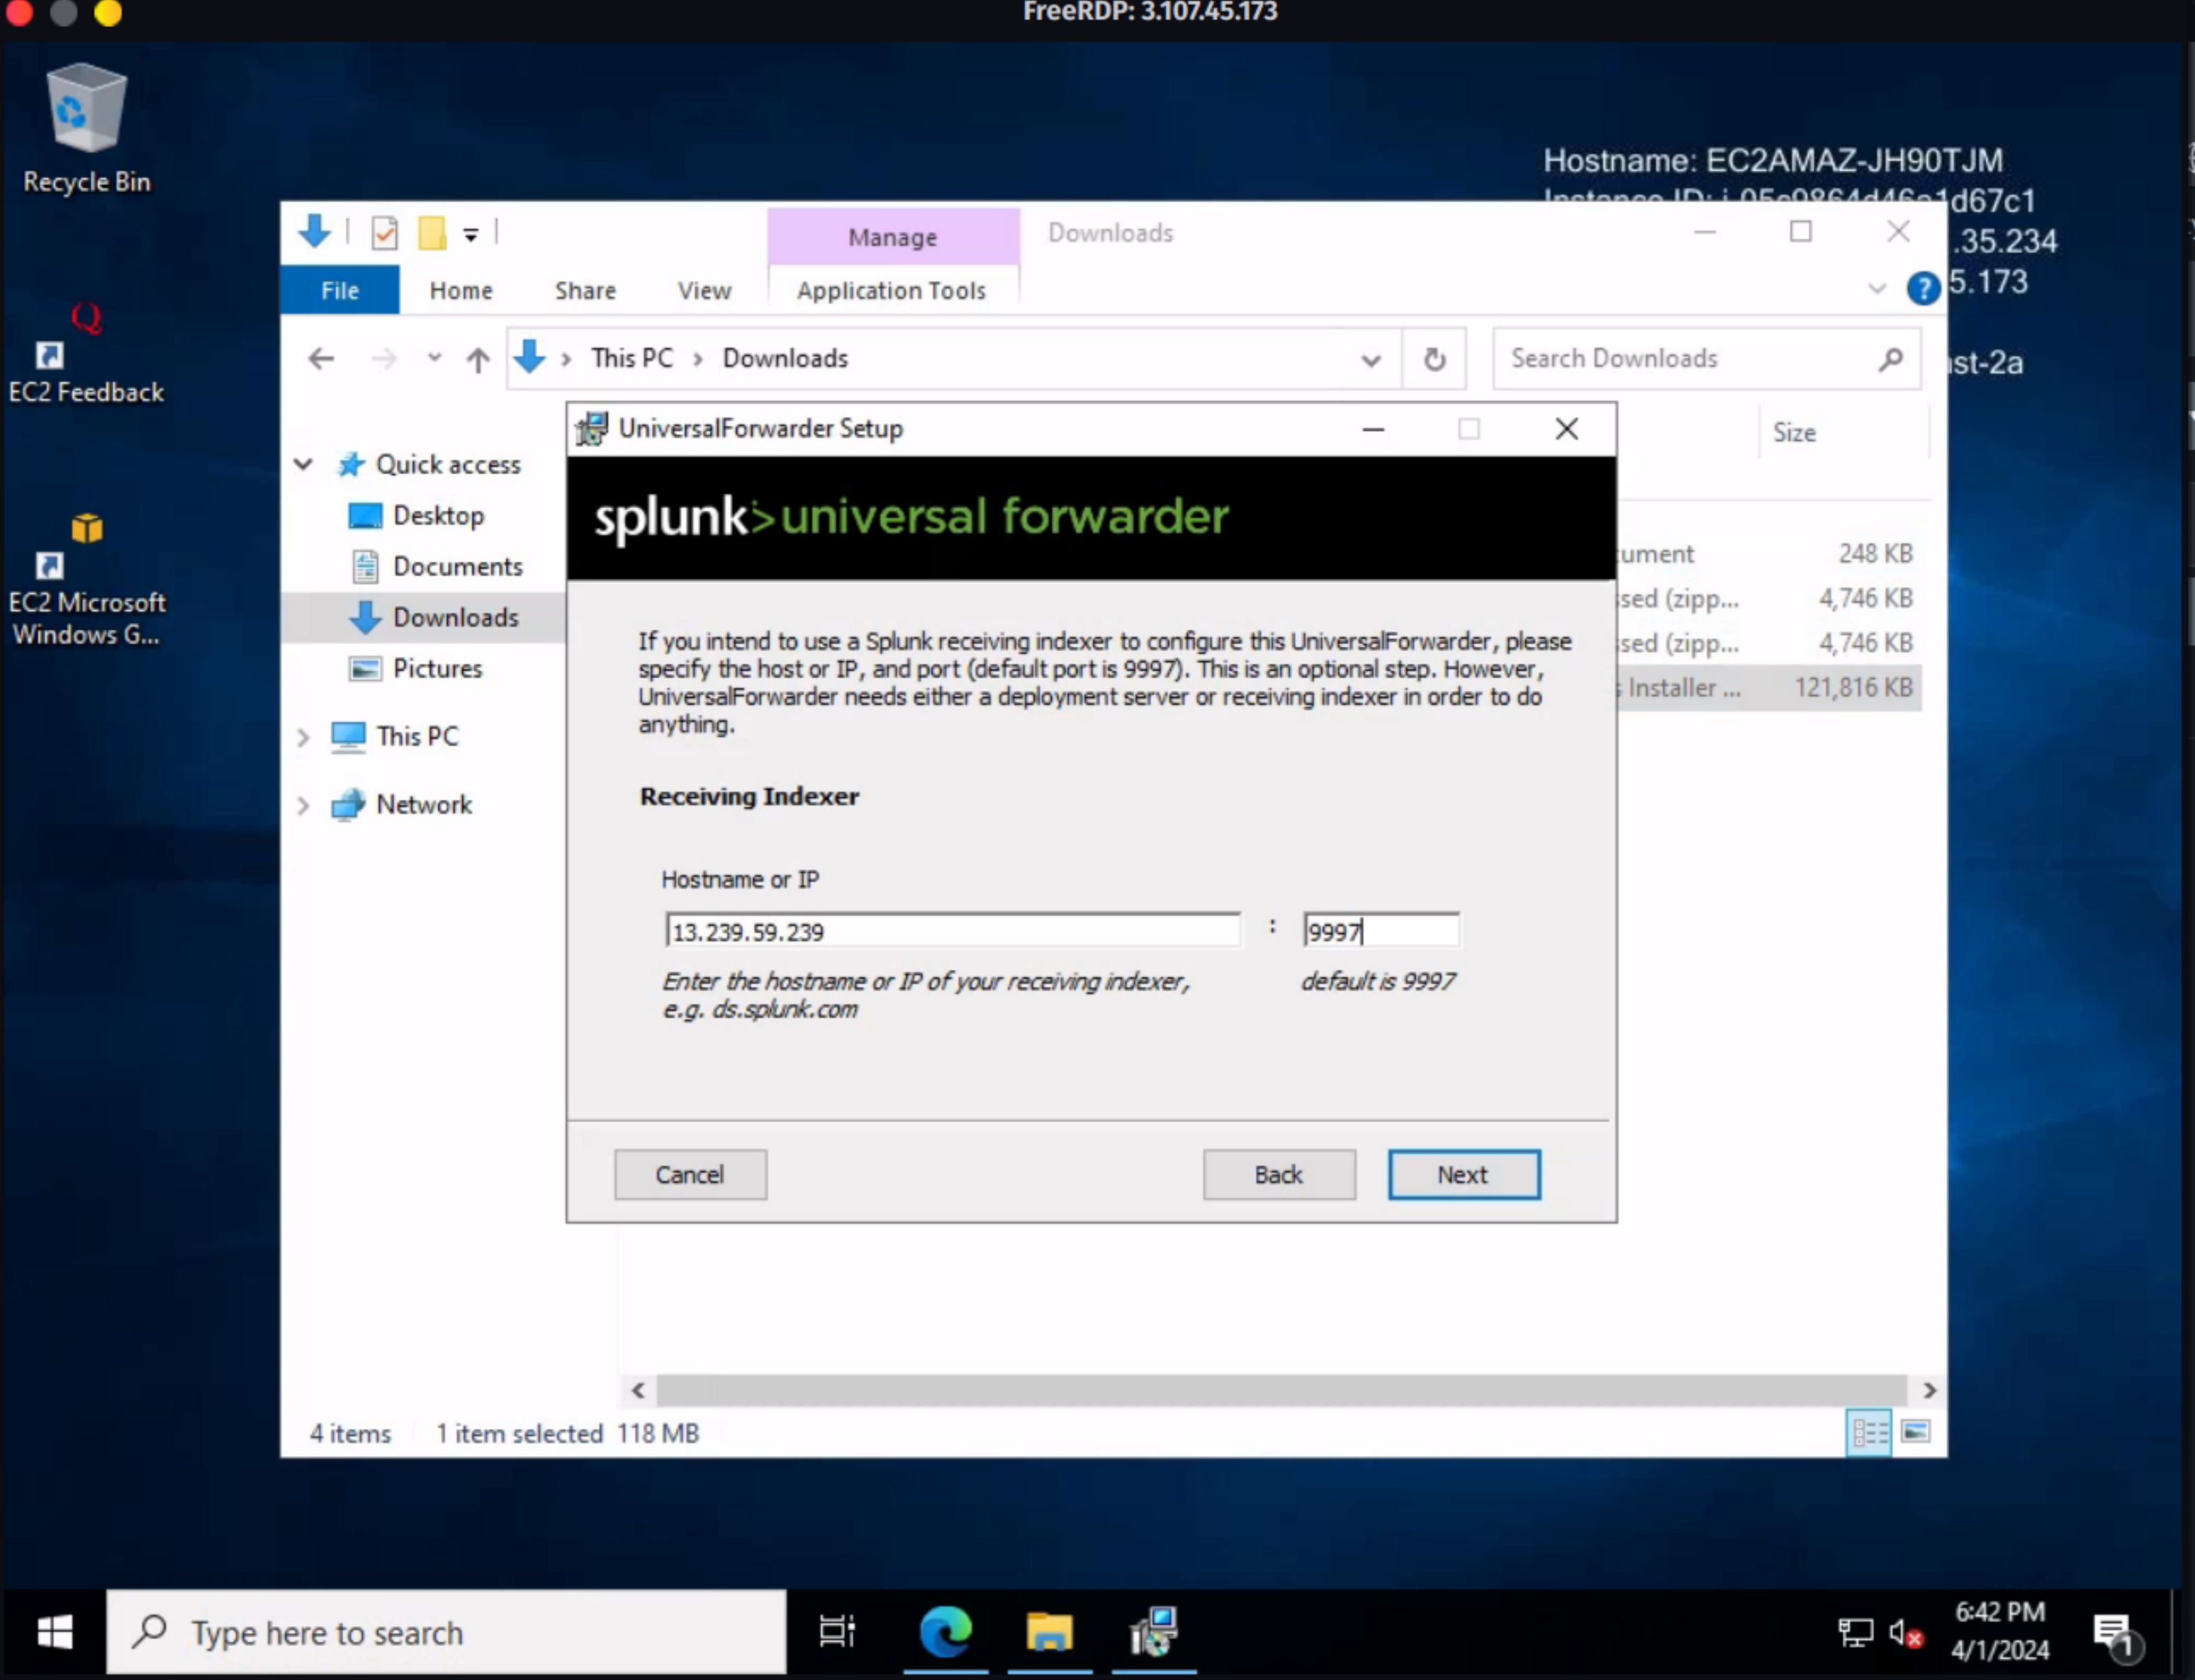 FreeRDP: 3.107.45.173
Recycle Bin
EC2 Feedback
EC2 Microsoft
Windows G...
Hostname: EC2AMAZ-JH90TJM
d67c1
.35.234
5.173
st-2a
Manage
Downloads
File
Home
Share
View
Application Tools
?
This PC
Downloads
Search Downloads
Size
Quick access
Desktop
Documents
Downloads
Pictures
This PC
Network
ument 248 KB
ssed (zipp... 4,746 KB
ssed (zipp... 4,746 KB
Installer ... 121,816 KB
UniversalForwarder Setup
splunk>universal forwarder
If you intend to use a Splunk receiving indexer to configure this UniversalForwarder, please
specify the host or IP, and port (default port is 9997). This is an optional step. However,
UniversalForwarder needs either a deployment server or receiving indexer in order to do
anything.
Receiving Indexer
Hostname or IP
13.239.59.239 : 9997
Enter the hostname or IP of your receiving indexer,
e.g. ds.splunk.com
default is 9997
Cancel
Back
Next
4 items
1 item selected 118 MB
Type here to search
6:42 PM
4/1/2024
1